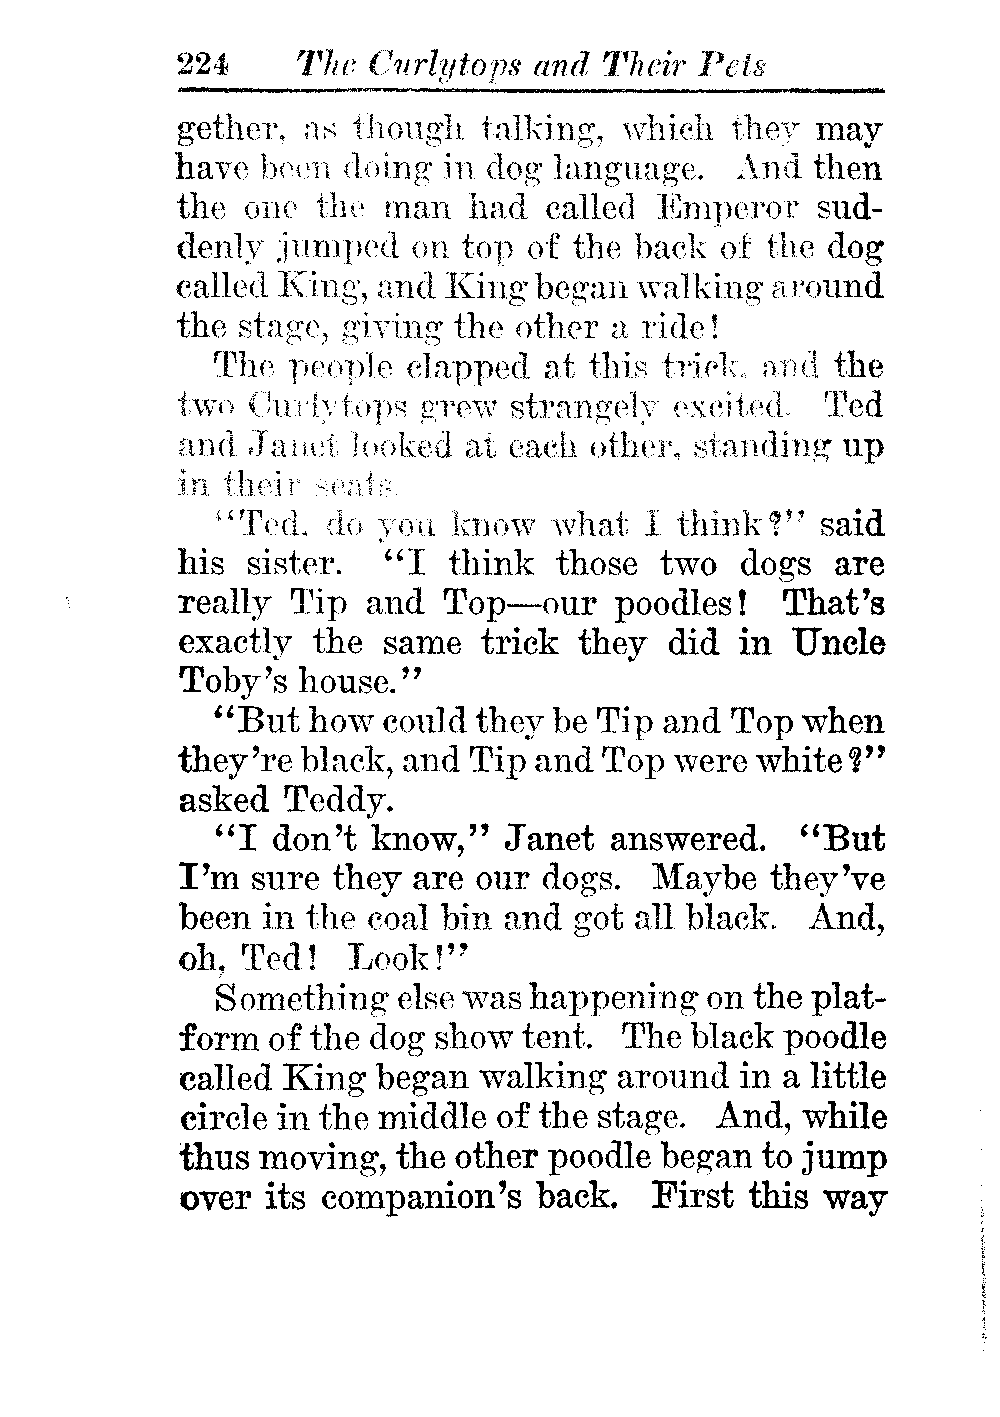 224 The Curlytops and Their Pets
gether, as though talking, which they may
have been doing in dog language. And then
the one the man had called Emperor sud-
denly jumped on top of the back of the dog
called King, and King began walking around
the stage, giving the other a ride!
The people clapped at this trick, and the
two Curlytops grew strangely excited. Ted
and Janet looked at each other, standing up
in their seats.
“Ted, do you know what I think?” said
his sister. “I think those two dogs are
really Tip and Top—our poodles! That’s
exactly the same trick they did in Uncle
Toby’s house.”
“But how could they be Tip and Top when
they’re black, and Tip and Top were white?”
asked Teddy.
“I don’t know,” Janet answered. “But
I’m sure they are our dogs. Maybe they’ve
been in the coal bin and got all black. And,
oh, Ted! Look!”
Something else was happening on the plat-
form of the dog show tent. The black poodle
called King began walking around in a little
circle in the middle of the stage. And, while
thus moving, the other poodle began to jump
over its companion’s back. First this way